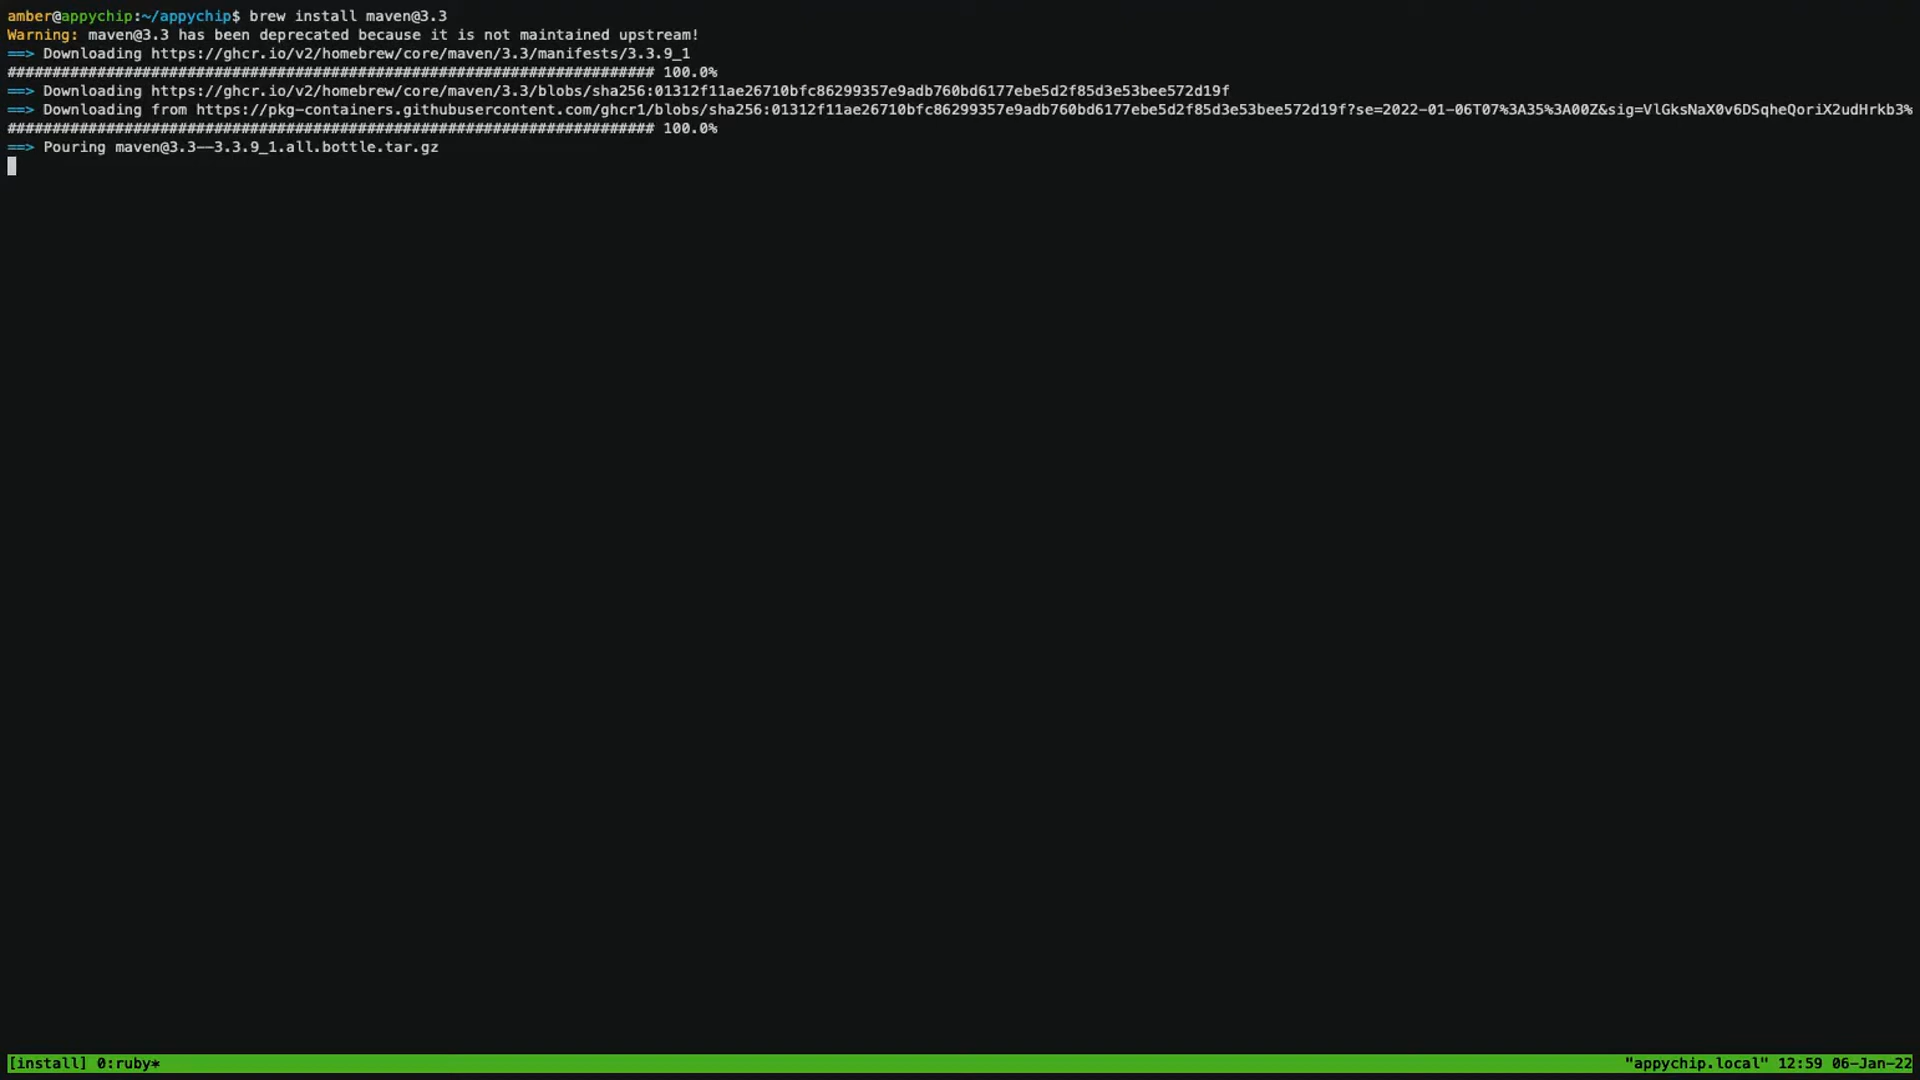 amber@appychip:~/appychip$ brew install maven@3.3
Warning: maven@3.3 has been deprecated because it is not maintained upstream!
==> Downloading https://ghcr.io/v2/homebrew/core/maven/3.3/manifests/3.3.9_1
######################################################################## 100.0%
==> Downloading https://ghcr.io/v2/homebrew/core/maven/3.3/blobs/sha256:01312f11ae26710bfc86299357e9adb760bd6177ebe5d2f85d3e53bee572d19f
==> Downloading from https://pkg-containers.githubusercontent.com/ghcr1/blobs/sha256:01312f11ae26710bfc86299357e9adb760bd6177ebe5d2f85d3e53bee572d19f?se=2022-01-06T07%3A35%3A00Z&sig=VlGksNaX0v6DSqheQoriX2udHrkb3%
######################################################################## 100.0%
==> Pouring maven@3.3--3.3.9_1.all.bottle.tar.gz
[install] 0:ruby* "appychip.local" 12:59 06-Jan-22